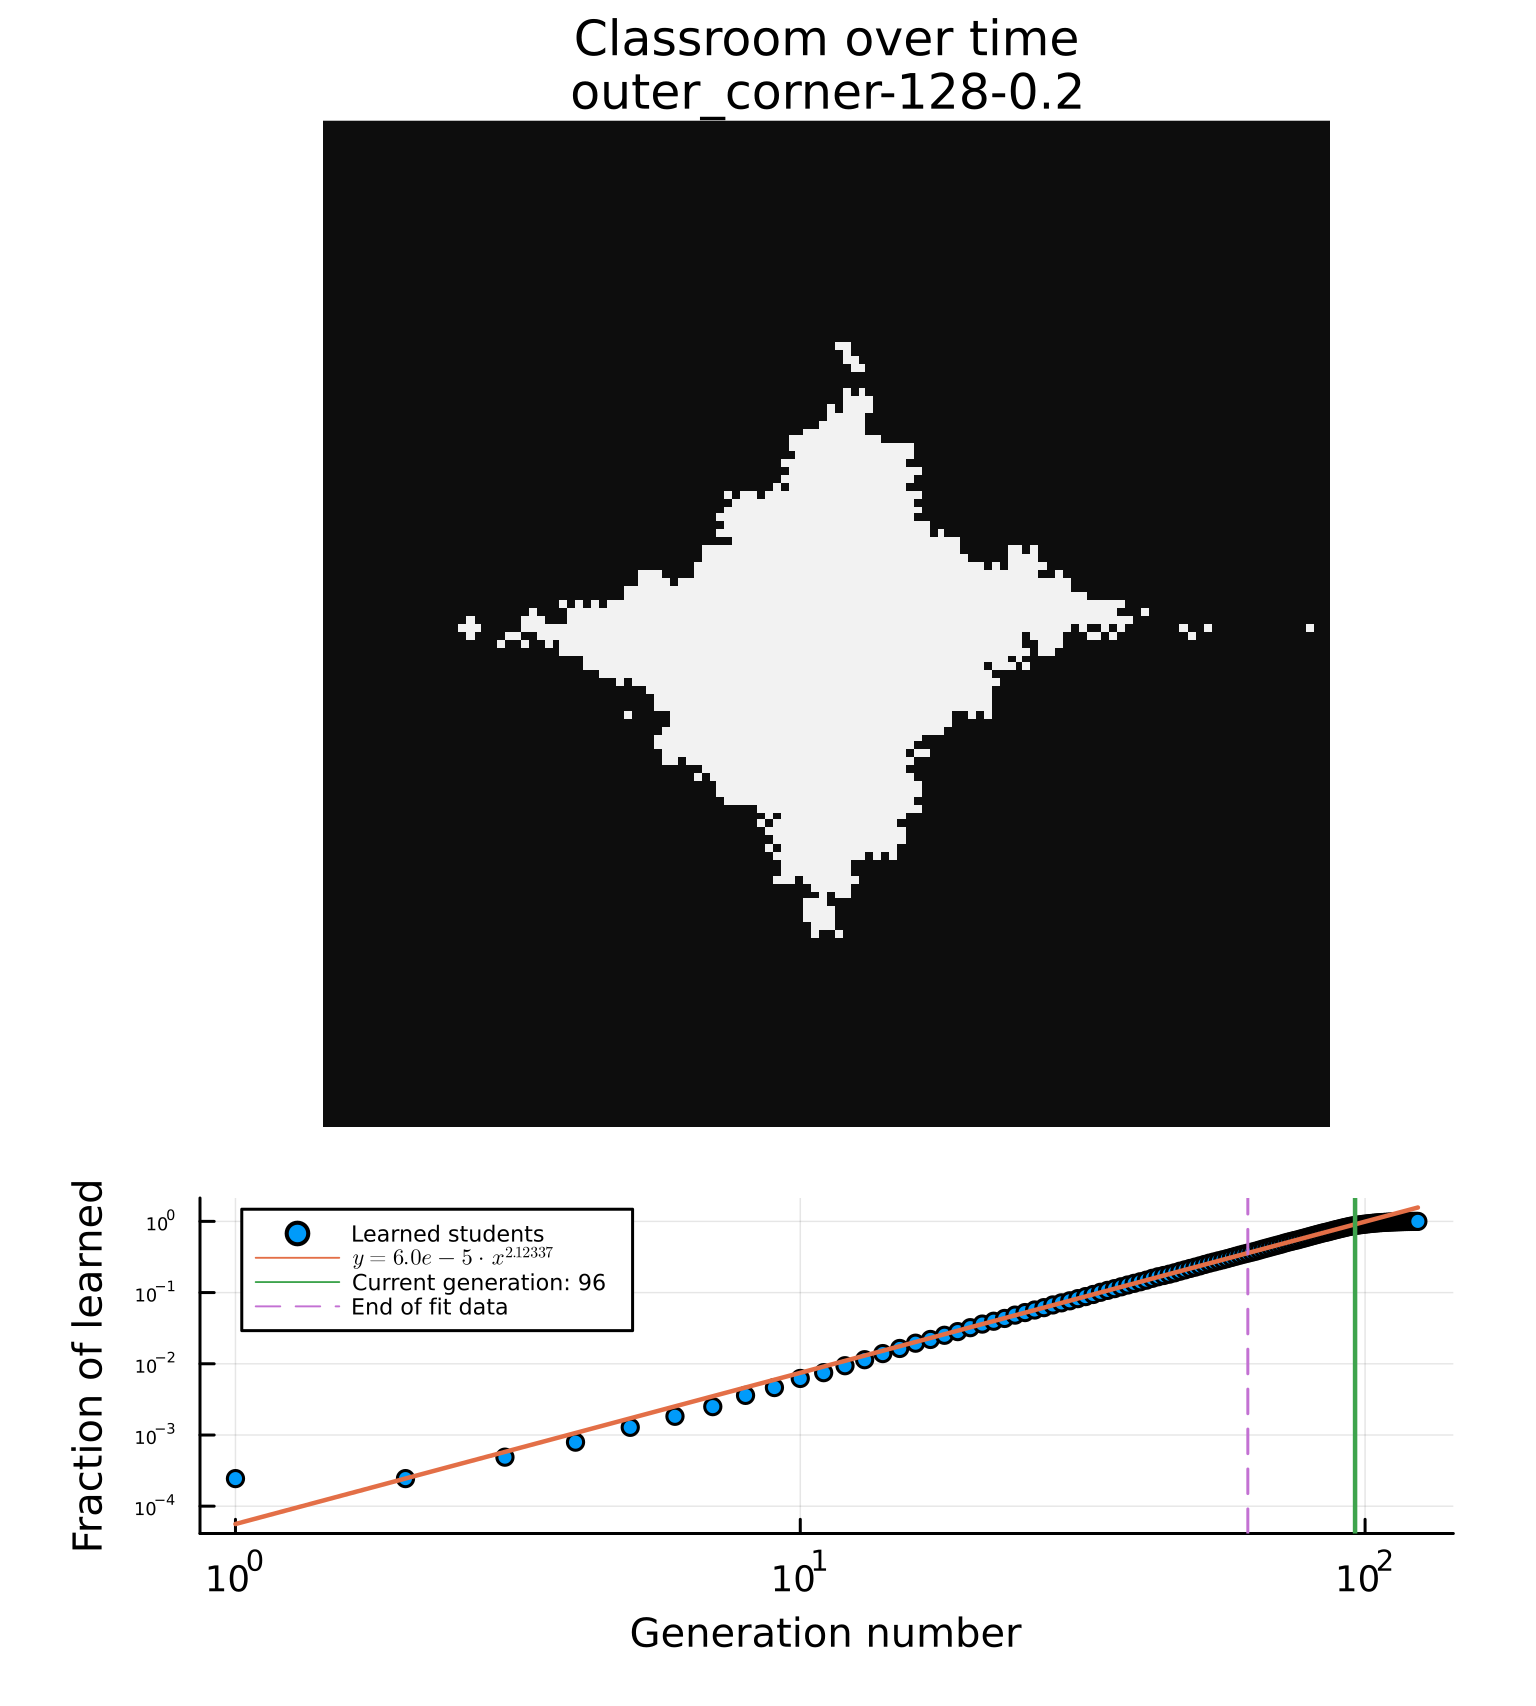 Classroom over time
outer_corner-128-0.2
Fraction of learned
10^0
10^−1
10^−2
10^−3
10^−4
Learned students
y = 6.0e − 5 · x^2.12337
Current generation: 96
End of fit data
10^0 10^1 10^2
Generation number